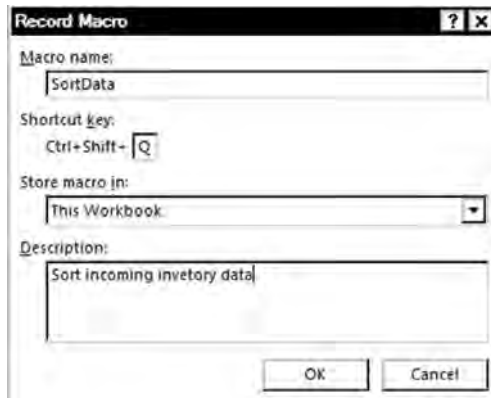 Record Macro ? X
Macro name:
SortData
Shortcut key:
Ctrl+Shift+ Q
Store macro in:
This Workbook
Description:
Sort incoming invetory data
OK Cancel